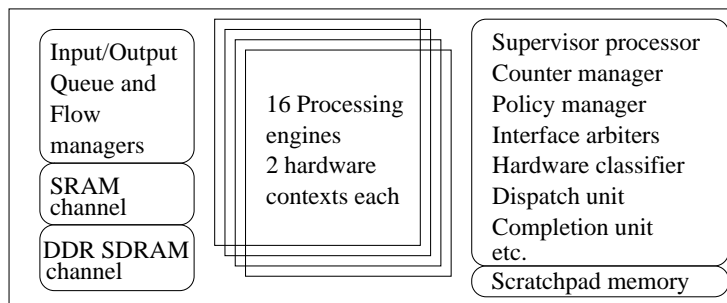 Input/Output
Queue and
Flow
managers
SRAM
channel
DDR SDRAM
channel
16 Processing
engines
2 hardware
contexts each
Supervisor processor
Counter manager
Policy manager
Interface arbiters
Hardware classifier
Dispatch unit
Completion unit
etc.
Scratchpad memory